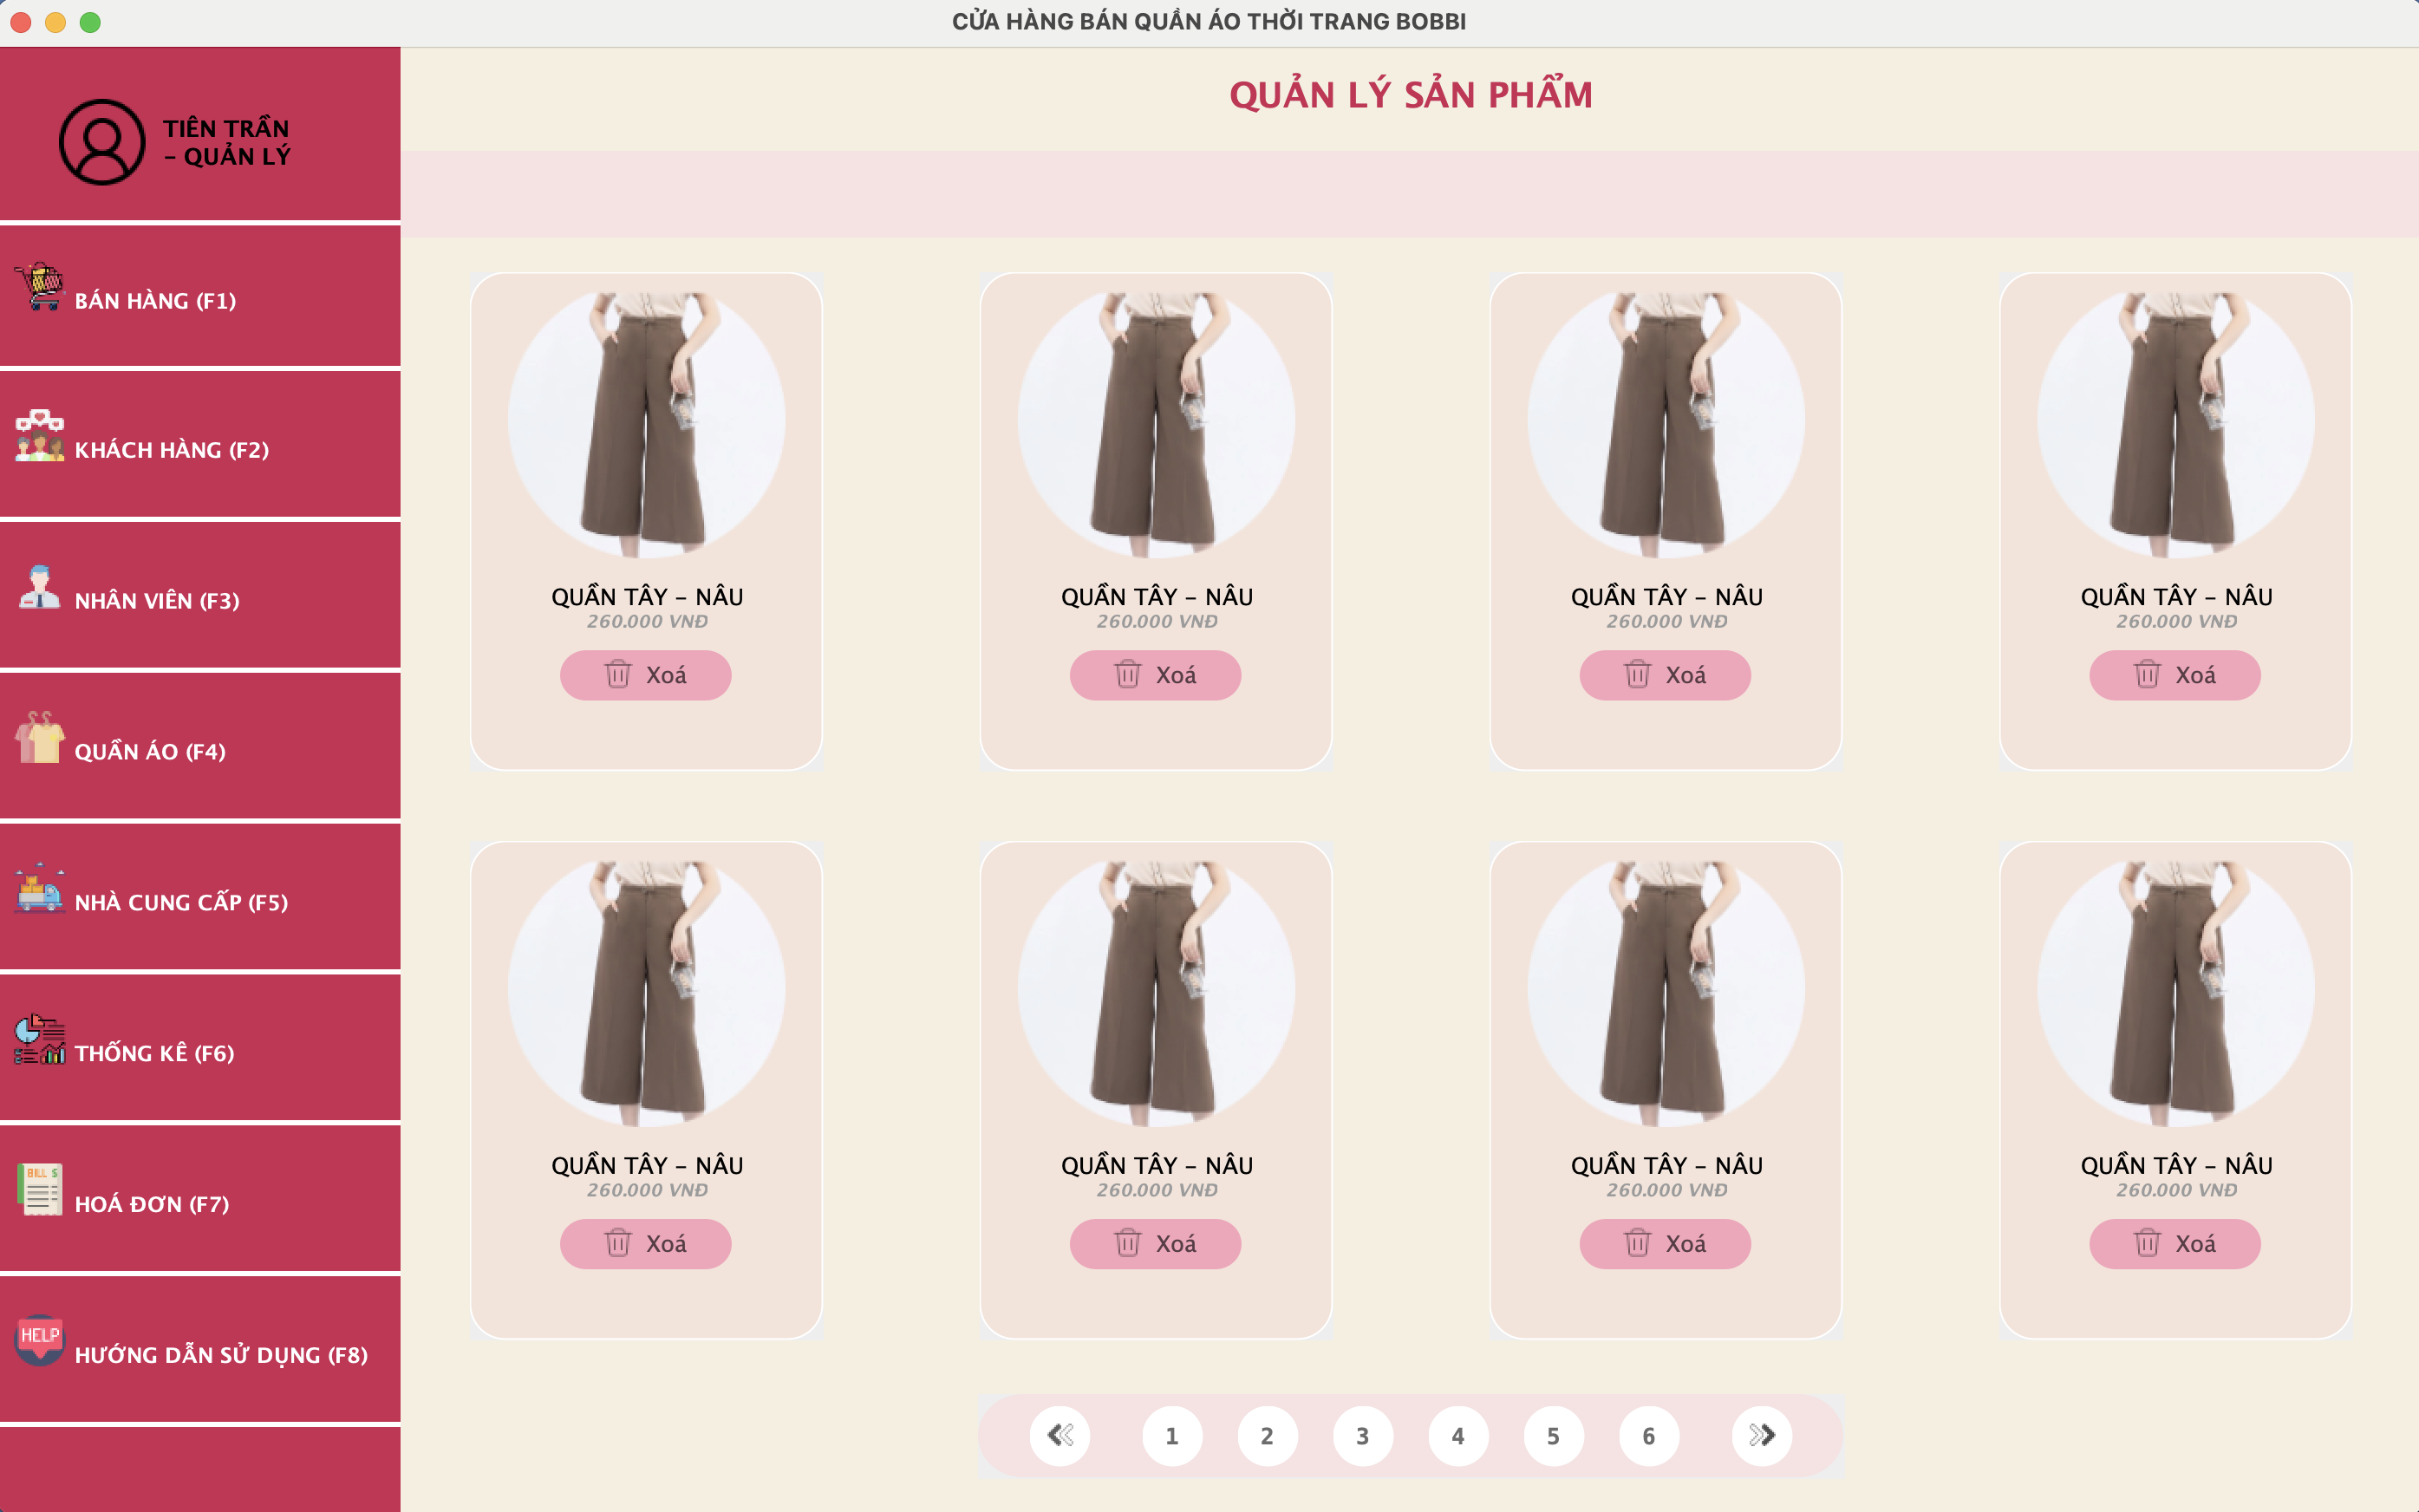 CỬA HÀNG BÁN QUẦN ÁO THỜI TRANG BOBBI
TIÊN TRẦN
– QUẢN LÝ
BÁN HÀNG (F1)
KHÁCH HÀNG (F2)
NHÂN VIÊN (F3)
QUẦN ÁO (F4)
NHÀ CUNG CẤP (F5)
THỐNG KÊ (F6)
BILL $
HOÁ ĐƠN (F7)
HELP
HƯỚNG DẪN SỬ DỤNG (F8)
QUẢN LÝ SẢN PHẨM
QUẦN TÂY – NÂU
260.000 VNĐ
Xoá
QUẦN TÂY – NÂU
260.000 VNĐ
Xoá
QUẦN TÂY – NÂU
260.000 VNĐ
Xoá
QUẦN TÂY – NÂU
260.000 VNĐ
Xoá
QUẦN TÂY – NÂU
260.000 VNĐ
Xoá
QUẦN TÂY – NÂU
260.000 VNĐ
Xoá
QUẦN TÂY – NÂU
260.000 VNĐ
Xoá
QUẦN TÂY – NÂU
260.000 VNĐ
Xoá
1 2 3 4 5 6